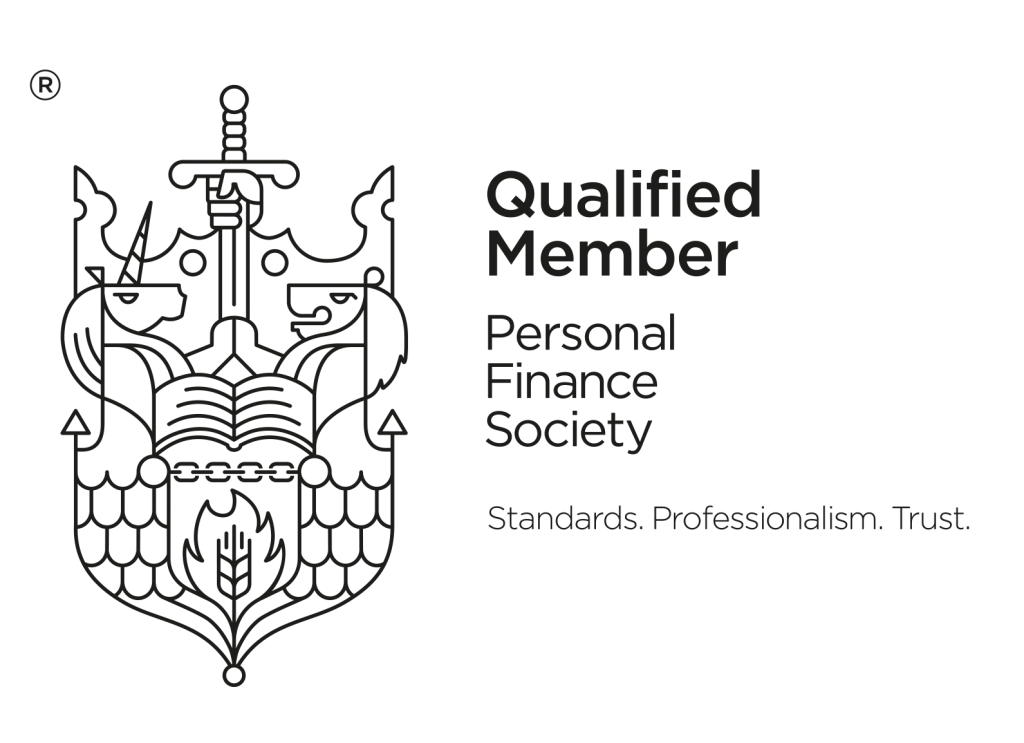 ®
Qualified
Member
Personal
Finance
Society
Standards. Professionalism. Trust.